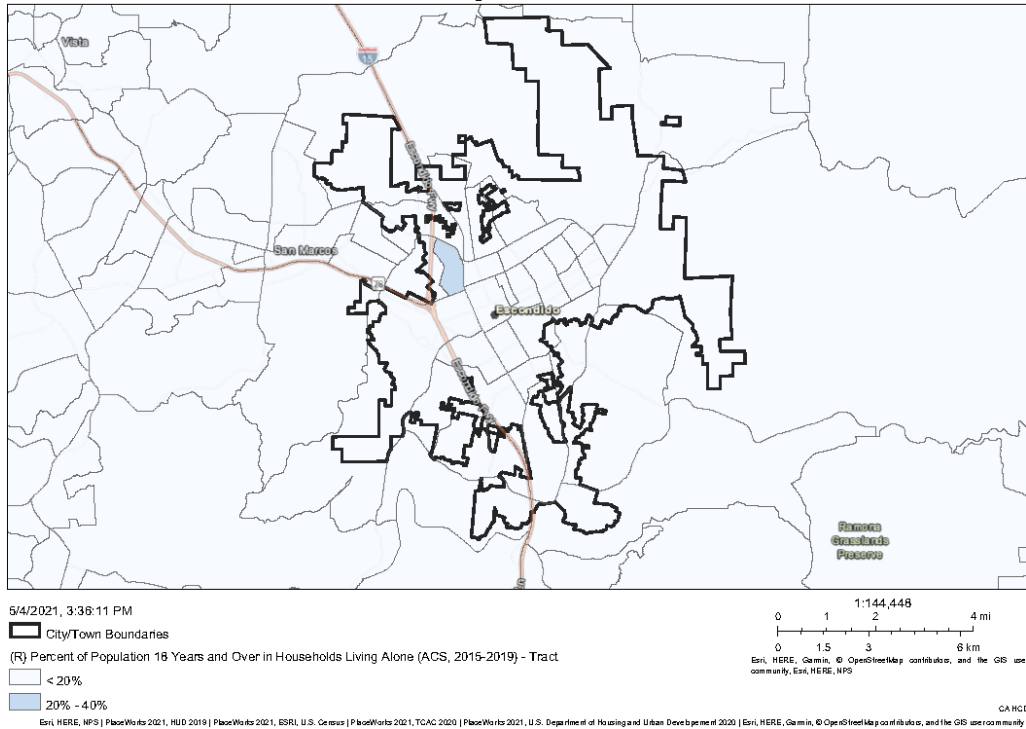 Vista
15
San Marcos
78
Escondido
Ramona
Grasslands
Preserve
5/4/2021, 3:36:11 PM
City/Town Boundaries
(R) Percent of Population 18 Years and Over in Households Living Alone (ACS, 2015-2019) - Tract
< 20%
20% - 40%
1:144,448
0 1 2 4 mi
0 1.5 3 6 km
Esri, HERE, Garmin, © OpenStreetMap contributors, and the GIS user
community, Esri, HERE, NPS
CA HCD
Esri, HERE, NPS | PlaceWorks 2021, HUD 2019 | PlaceWorks 2021, ESRI, U.S. Census | PlaceWorks 2021, TCAC 2020 | PlaceWorks 2021, U.S. Department of Housing and Urban Developement 2020 | Esri, HERE, Garmin, © OpenStreetMap contributors, and the GIS user community